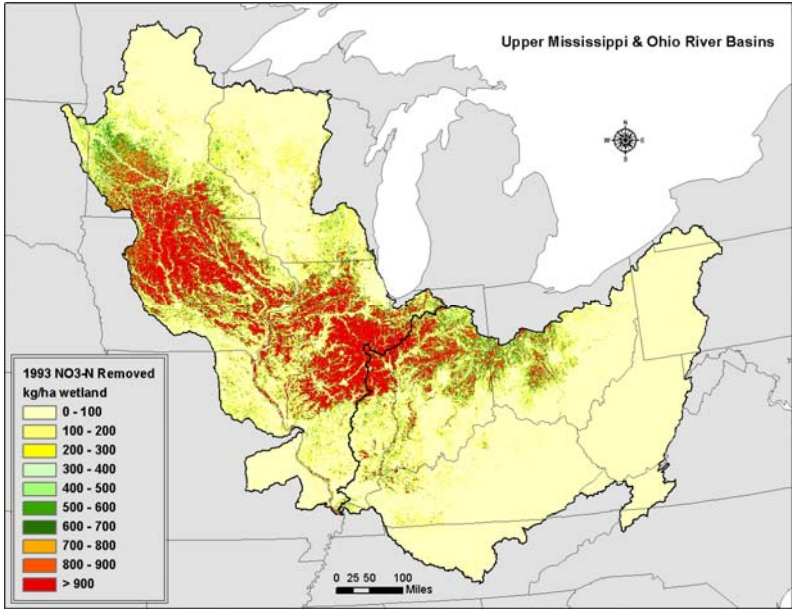 Upper Mississippi & Ohio River Basins
N
W E
S
1993 NO3-N Removed
kg/ha wetland
0 - 100
100 - 200
200 - 300
300 - 400
400 - 500
500 - 600
600 - 700
700 - 800
800 - 900
> 900
0 25 50 100
Miles